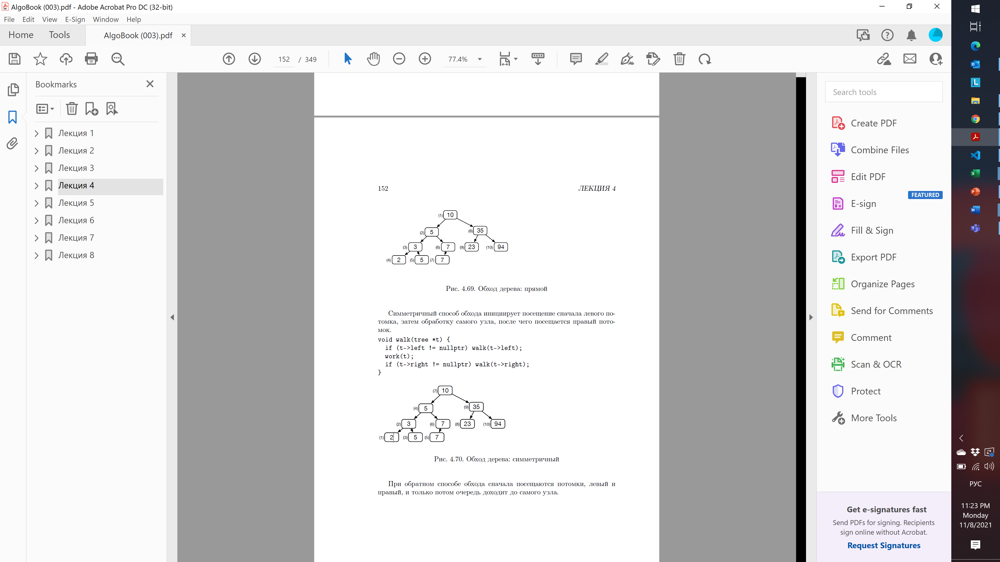 AlgoBook (003).pdf - Adobe Acrobat Pro DC (32-bit)
File Edit View E-Sign Window Help
Home Tools AlgoBook (003).pdf
152 / 349 77.4%
Bookmarks
Лекция 1
Лекция 2
Лекция 3
Лекция 4
Лекция 5
Лекция 6
Лекция 7
Лекция 8
152 ЛЕКЦИЯ 4
(1) 10
(2) 5 (8) 35
(3) 3 (6) 7 (9) 23 (10) 94
(4) 2 (5) 5 (7) 7
Рис. 4.69. Обход дерева: прямой
Симметричный способ обхода инициирует посещение сначала левого по-
томка, затем обработку самого узла, после чего посещается правый пото-
мок.
void walk(tree *t) {
if (t->left != nullptr) walk(t->left);
work(t);
if (t->right != nullptr) walk(t->right);
}
(7) 10
(4) 5 (9) 35
(2) 3 (6) 7 (8) 23 (10) 94
(1) 2 (3) 5 (5) 7
Рис. 4.70. Обход дерева: симметричный
При обратном способе обхода сначала посещаются потомки, левый и
правый, и только потом очередь доходит до самого узла.
Search tools
Create PDF
Combine Files
Edit PDF
FEATURED
E-sign
Fill & Sign
Export PDF
Organize Pages
Send for Comments
Comment
Scan & OCR
Protect
More Tools
Get e-signatures fast
Send PDFs for signing. Recipients
sign online without Acrobat.
Request Signatures
РУС
11:23 PM
Monday
11/8/2021